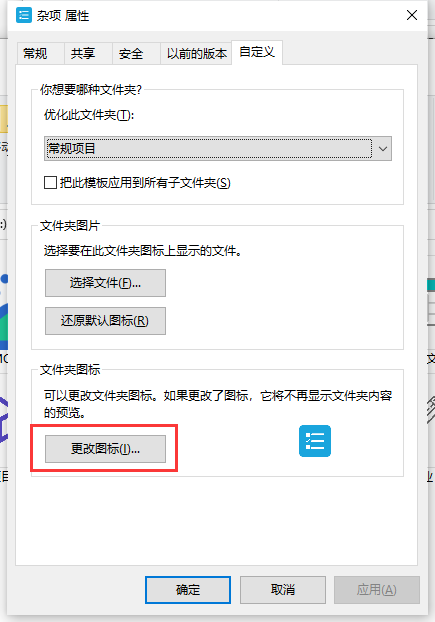 杂项 属性
常规 共享 安全 以前的版本 自定义
你想要哪种文件夹?
优化此文件夹(T):
常规项目
把此模板应用到所有子文件夹(S)
文件夹图片
选择要在此文件夹图标上显示的文件。
选择文件(F)...
还原默认图标(R)
文件夹图标
可以更改文件夹图标。如果更改了图标，它将不再显示文件夹内容
的预览。
更改图标(I)...
确定 取消 应用(A)